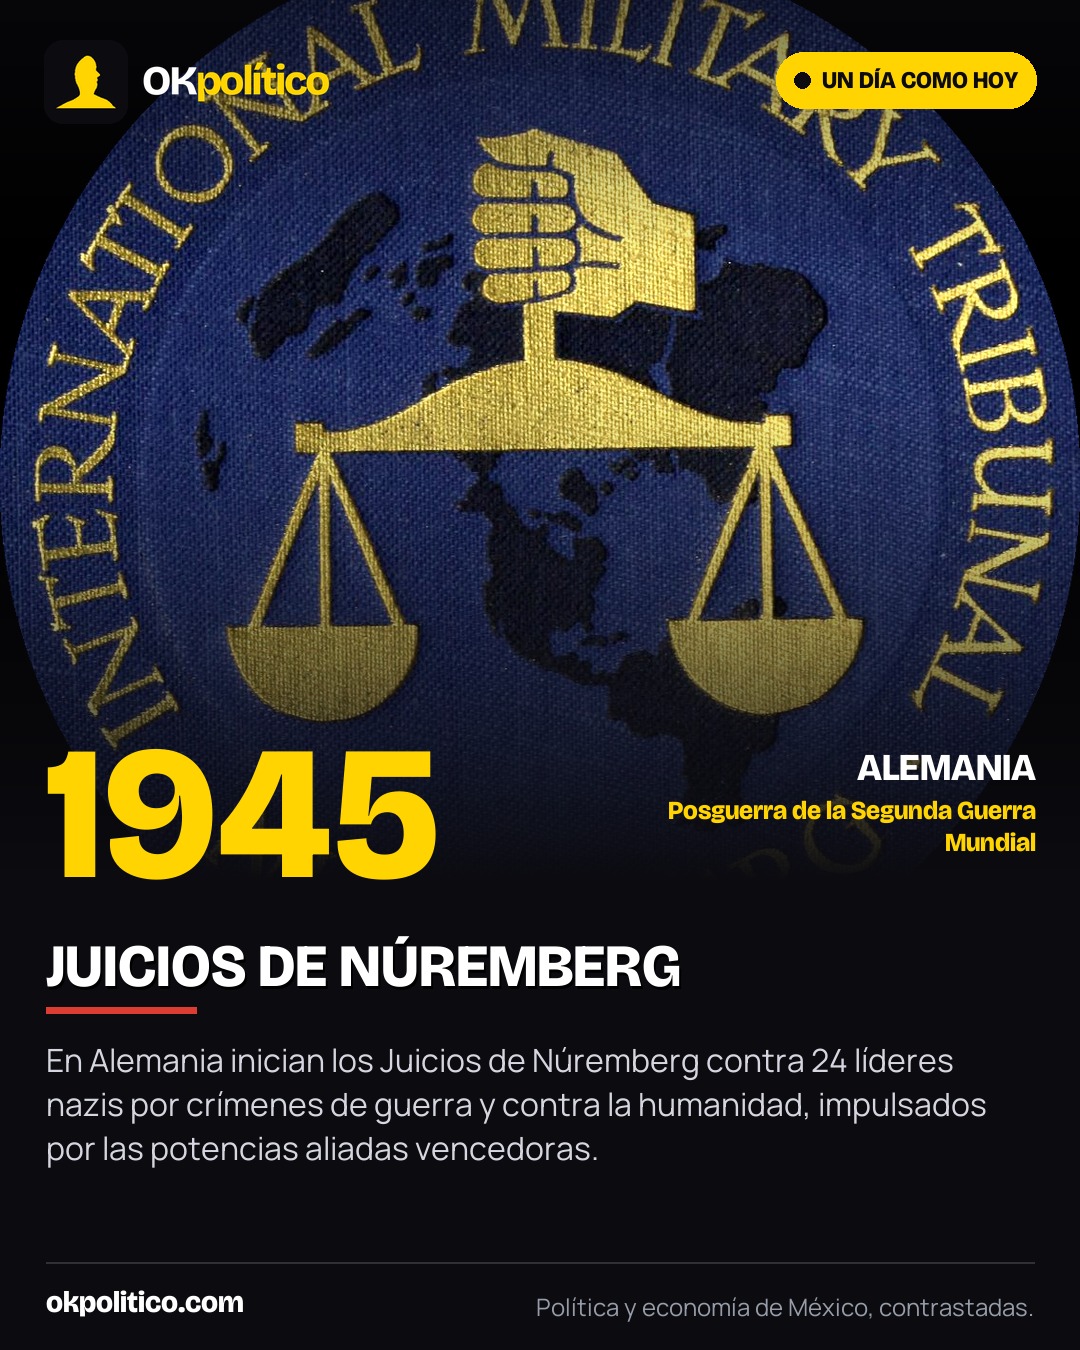 OKpolítico
UN DÍA COMO HOY
INTERNATIONAL MILITARY TRIBUNAL
1945
ALEMANIA
Posguerra de la Segunda Guerra
Mundial
JUICIOS DE NÚREMBERG
En Alemania inician los Juicios de Núremberg contra 24 líderes
nazis por crímenes de guerra y contra la humanidad, impulsados
por las potencias aliadas vencedoras.
okpolitico.com
Política y economía de México, contrastadas.